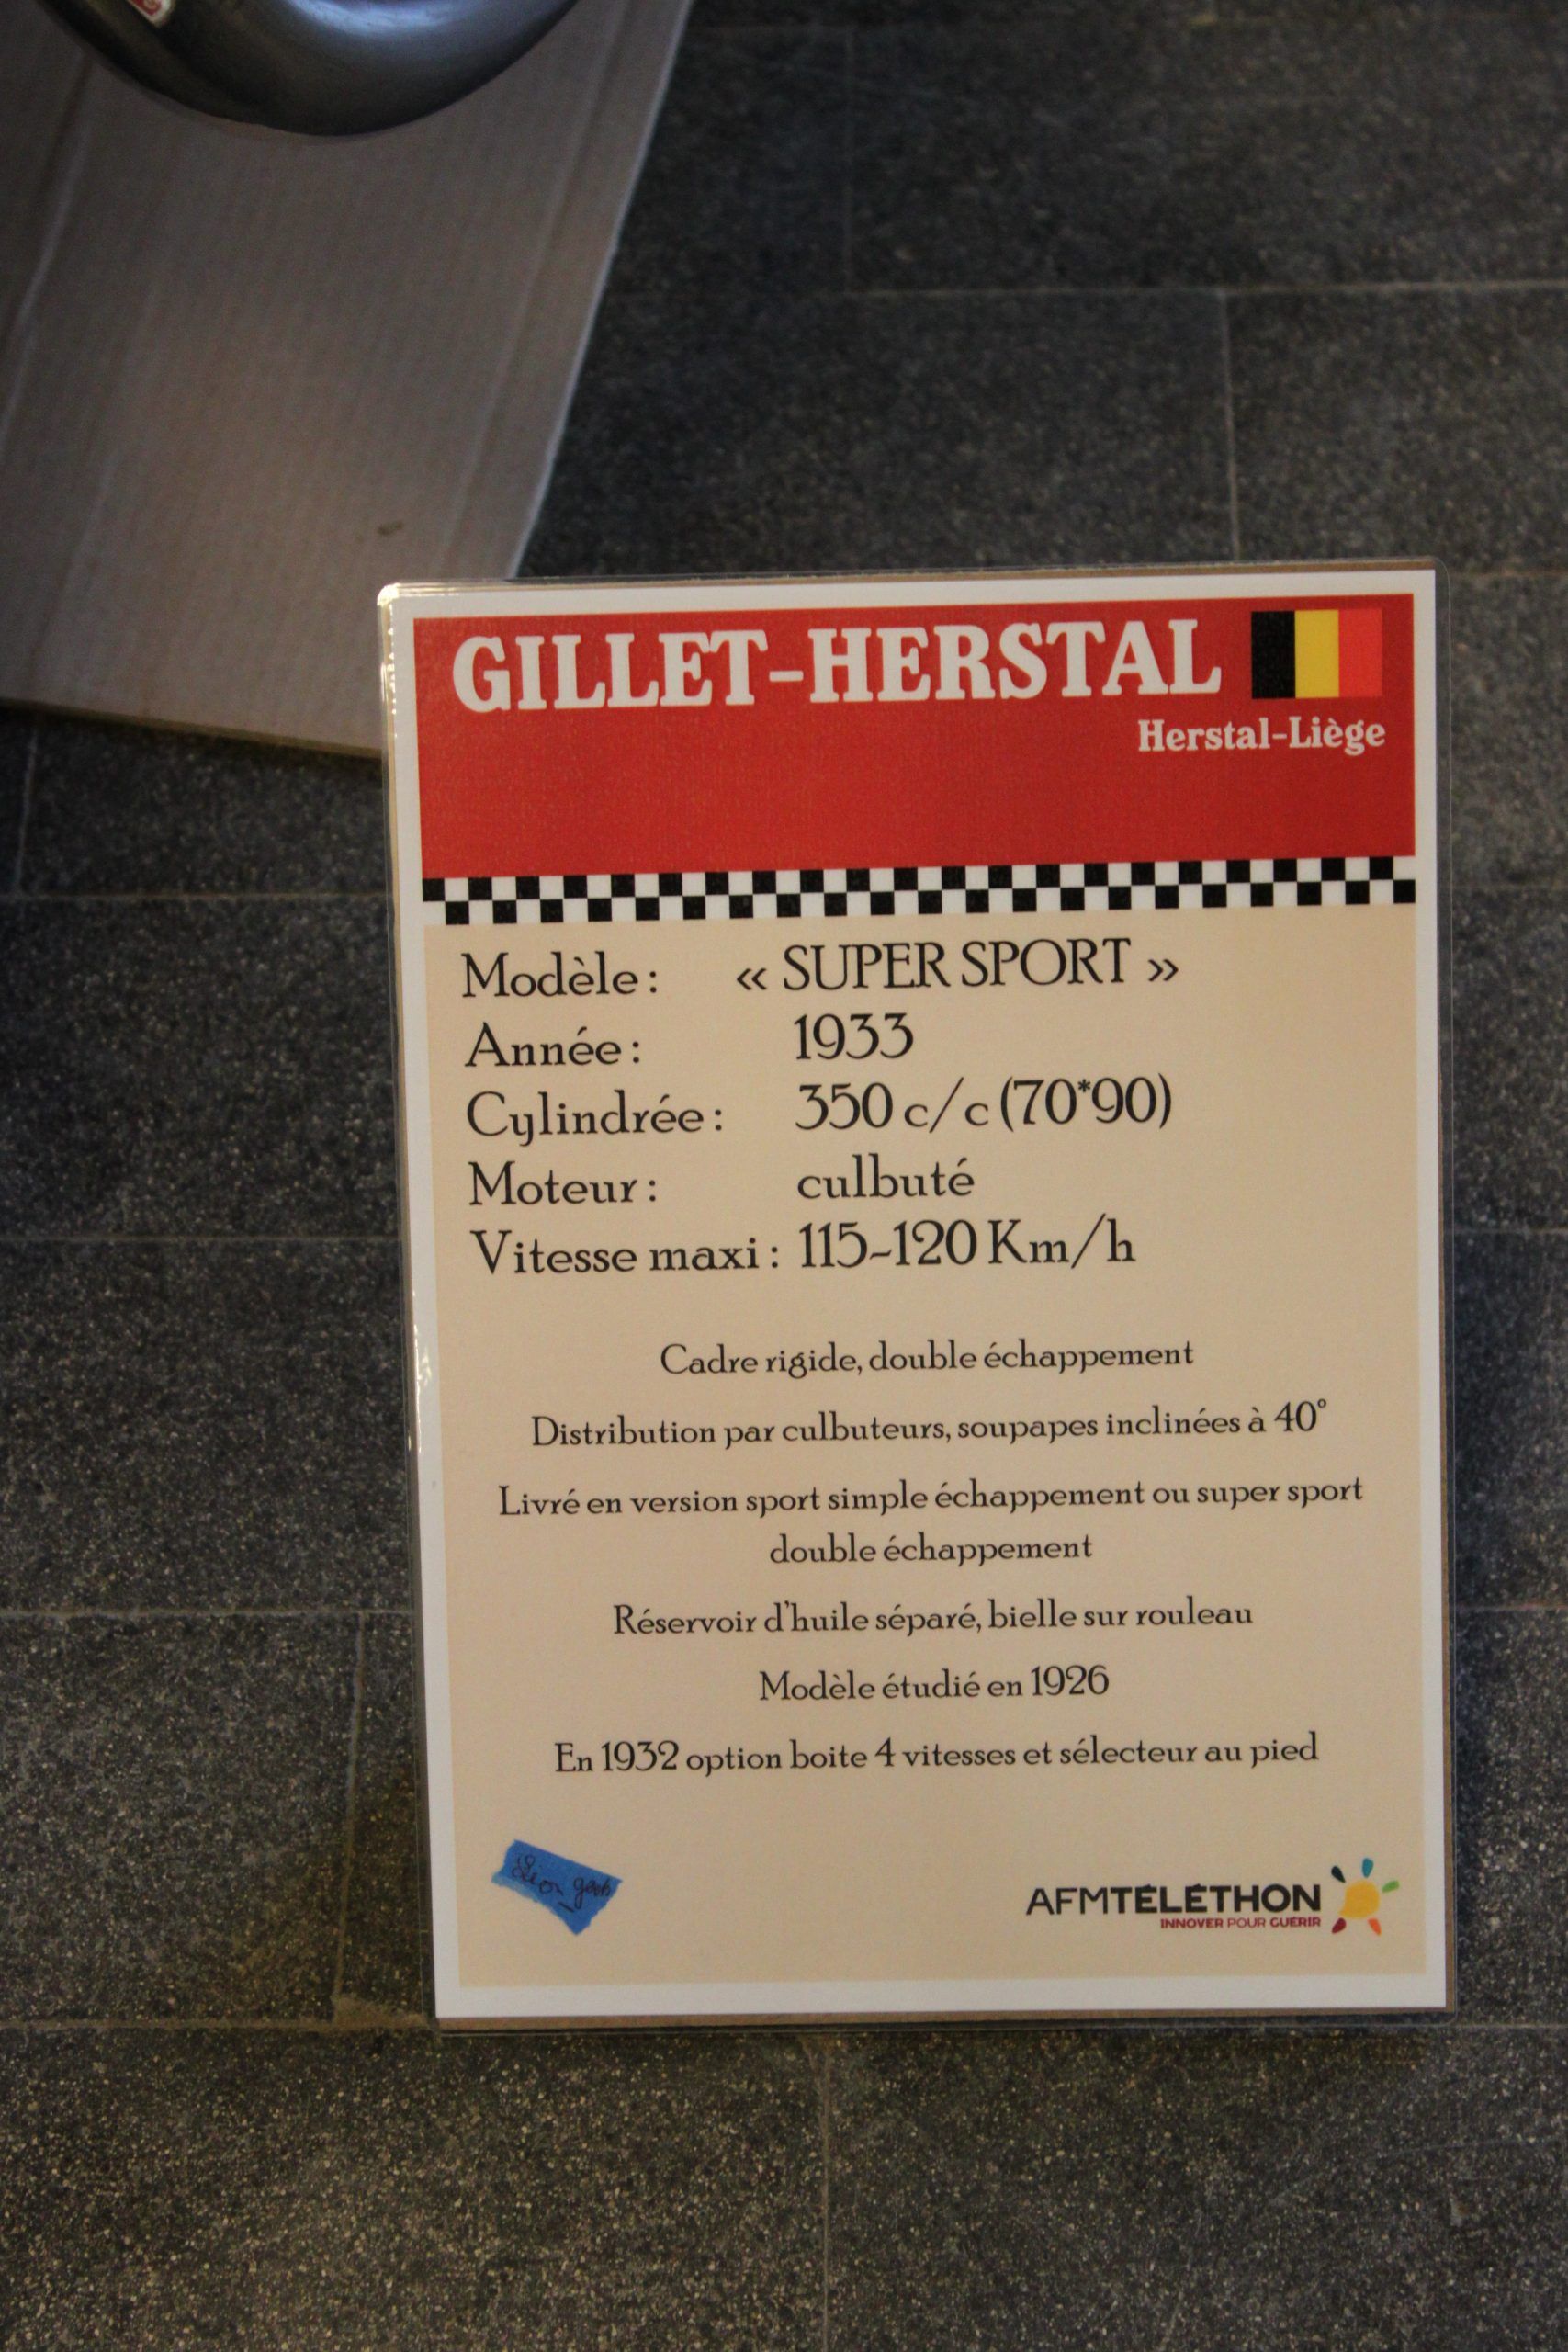 GILLET-HERSTAL
Herstal-Liège
Modèle : « SUPER SPORT »
Année : 1933
Cylindrée : 350 c/c (70*90)
Moteur : culbuté
Vitesse maxi : 115-120 Km/h
Cadre rigide, double échappement
Distribution par culbuteurs, soupapes inclinées à 40°
Livré en version sport simple échappement ou super sport
double échappement
Réservoir d'huile séparé, bielle sur rouleau
Modèle étudié en 1926
En 1932 option boite 4 vitesses et sélecteur au pied
AFMTELETHON
INNOVER POUR GUERIR